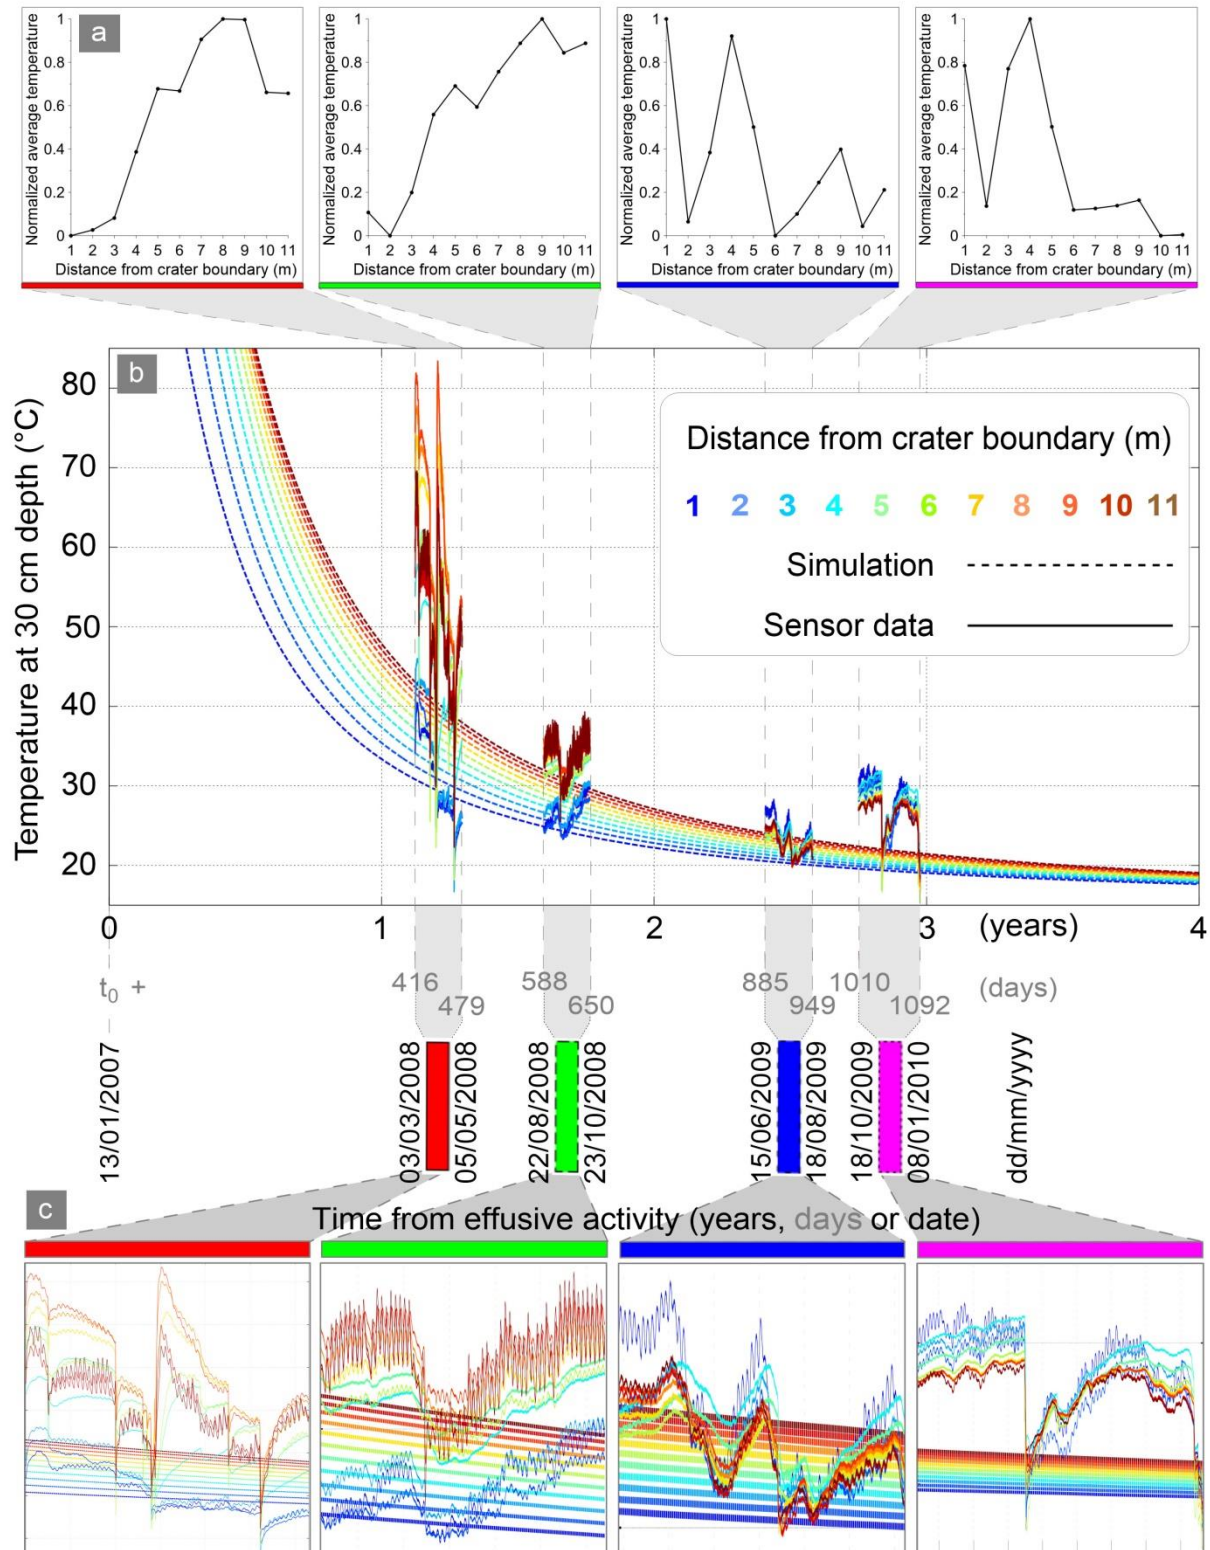 a
Normalized average temperature
1
0.8
0.6
0.4
0.2
0
1 2 3 4 5 6 7 8 9 10 11
Distance from crater boundary (m)
Normalized average temperature
1
0.8
0.6
0.4
0.2
0
1 2 3 4 5 6 7 8 9 10 11
Distance from crater boundary (m)
Normalized average temperature
1
0.8
0.6
0.4
0.2
0
1 2 3 4 5 6 7 8 9 10 11
Distance from crater boundary (m)
Normalized average temperature
1
0.8
0.6
0.4
0.2
0
1 2 3 4 5 6 7 8 9 10 11
Distance from crater boundary (m)
b
Temperature at 30 cm depth (°C)
80
70
60
50
40
30
20
Distance from crater boundary (m)
1 2 3 4 5 6 7 8 9 10 11
Simulation
Sensor data
0 1 2 3 (years) 4
t0 + 416 588 885 1010 (days)
479 650 949 1092
13/01/2007
03/03/2008
05/05/2008
22/08/2008
23/10/2008
15/06/2009
18/08/2009
18/10/2009
08/01/2010
dd/mm/yyyy
c
Time from effusive activity (years, days or date)